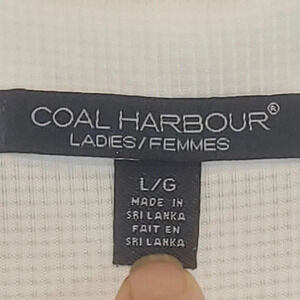 COAL HARBOUR®
LADIES/FEMMES
L/G
MADE IN
SRI LANKA
FAIT EN
SRI LANKA